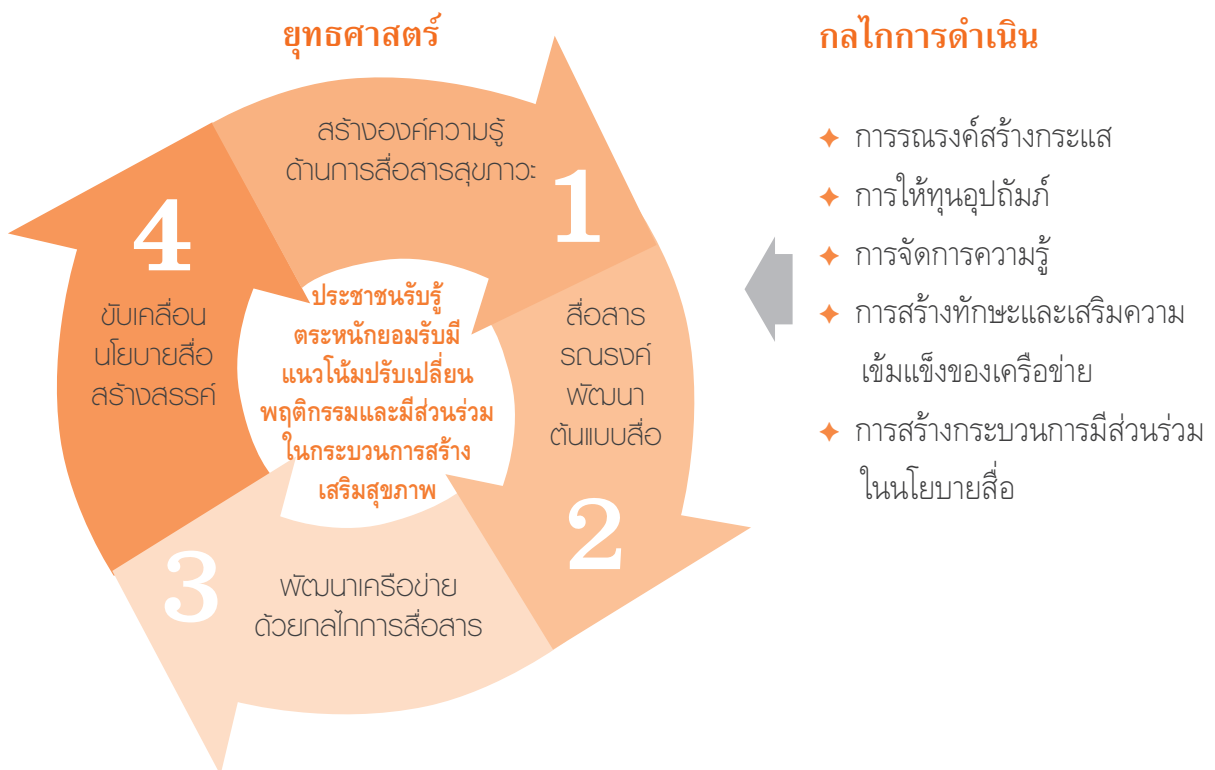 ยุทธศาสตร์
สร้างองค์ความรู้
ด้านการสื่อสารสุขภาวะ
1
สื่อสาร
รณรงค์
พัฒนา
ต้นแบบสื่อ
2
3
พัฒนาเครือข่าย
ด้วยกลไกการสื่อสาร
4
ขับเคลื่อน
นโยบายสื่อ
สร้างสรรค์
ประชาชนรับรู้
ตระหนักยอมรับมี
แนวโน้มปรับเปลี่ยน
พฤติกรรมและมีส่วนร่วม
ในกระบวนการสร้าง
เสริมสุขภาพ
กลไกการดำเนิน
การรณรงค์สร้างกระแส
การให้ทุนอุปถัมภ์
การจัดการความรู้
การสร้างทักษะและเสริมความ
เข้มแข็งของเครือข่าย
การสร้างกระบวนการมีส่วนร่วม
ในนโยบายสื่อ